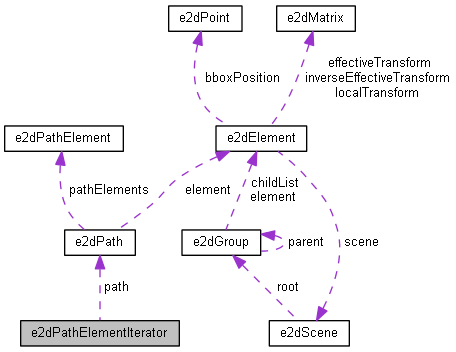 e2dPoint
e2dMatrix
effectiveTransform
inverseEffectiveTransform
localTransform
bboxPosition
e2dPathElement
e2dElement
pathElements
element
childList
element
e2dPath
e2dGroup
parent
scene
path
root
e2dPathElementIterator
e2dScene